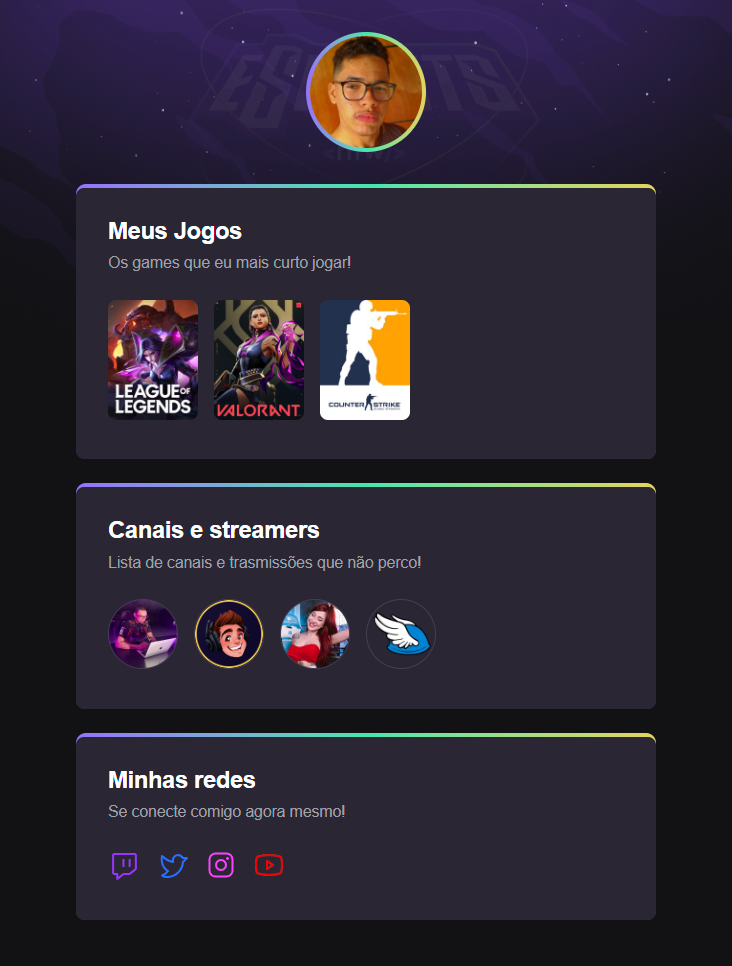 ESPORTS
Meus Jogos
Os games que eu mais curto jogar!
LEAGUE OF
LEGENDS
VALORANT
COUNTER STRIKE
Canais e streamers
Lista de canais e trasmissões que não perco!
Minhas redes
Se conecte comigo agora mesmo!